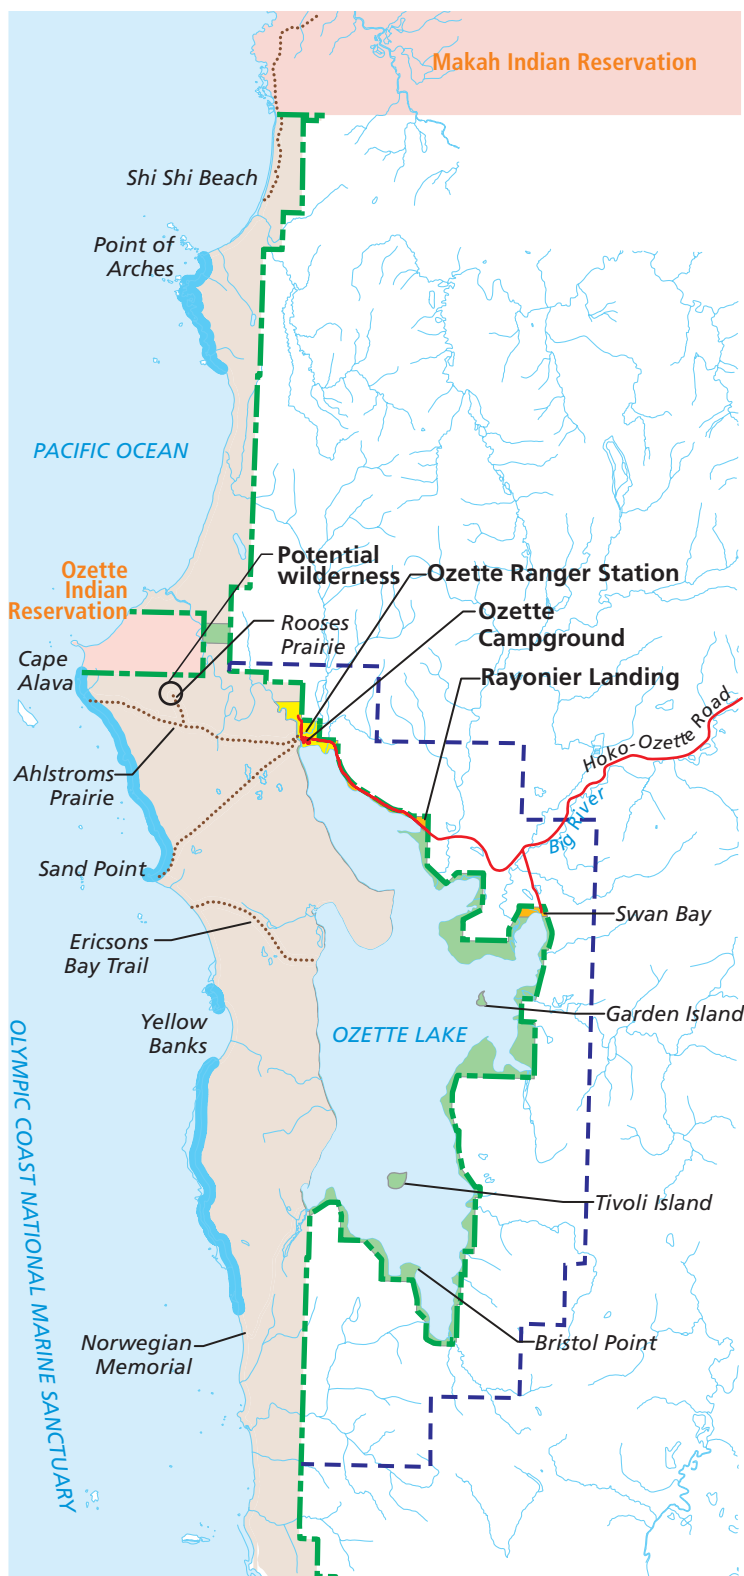 Makah Indian Reservation
Shi Shi Beach
Point of
Arches
PACIFIC OCEAN
Potential
wilderness
Ozette Ranger Station
Ozette
Indian
Reservation
Rooses
Prairie
Ozette
Campground
Cape
Alava
Rayonier Landing
Hoko-Ozette Road
Ahlstroms
Prairie
Big River
Sand Point
Swan Bay
Ericsons
Bay Trail
Yellow
Banks
Garden Island
OZETTE LAKE
OLYMPIC COAST NATIONAL MARINE SANCTUARY
Tivoli Island
Norwegian
Memorial
Bristol Point